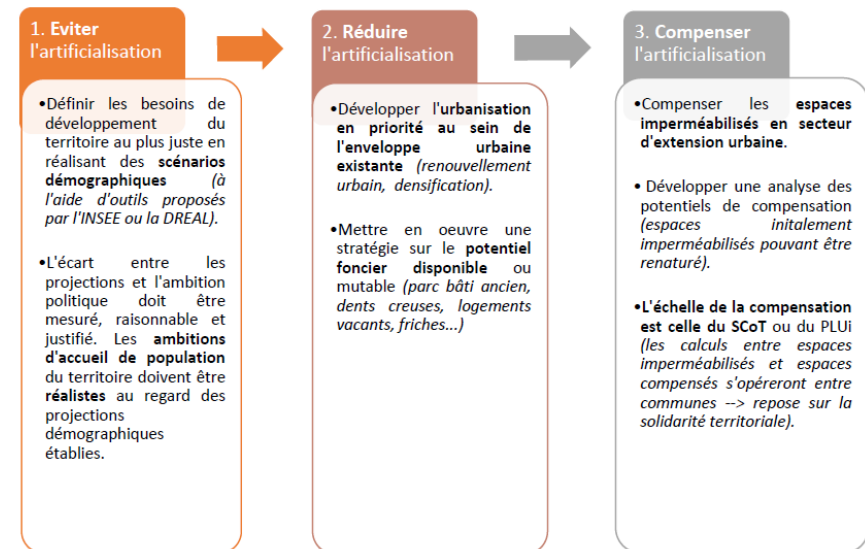 1. Eviter
l'artificialisation
•Définir les besoins de
développement du
territoire au plus juste en
réalisant des scénarios
démographiques (à
l'aide d'outils proposés
par l'INSEE ou la DREAL).
•L'écart entre les
projections et l'ambition
politique doit être
mesuré, raisonnable et
justifié. Les ambitions
d'accueil de population
du territoire doivent être
réalistes au regard des
projections
démographiques
établies.
2. Réduire
l'artificialisation
•Développer l'urbanisation
en priorité au sein de
l'enveloppe urbaine
existante (renouvellement
urbain, densification).
•Mettre en oeuvre une
stratégie sur le potentiel
foncier disponible ou
mutable (parc bâti ancien,
dents creuses, logements
vacants, friches...)
3. Compenser
l'artificialisation
•Compenser les espaces
imperméabilisés en secteur
d'extension urbaine.
• Développer une analyse des
potentiels de compensation
(espaces initalement
imperméabilisés pouvant être
renaturé).
•L'échelle de la compensation
est celle du SCoT ou du PLUi
(les calculs entre espaces
imperméabilisés et espaces
compensés s'opéreront entre
communes --> repose sur la
solidarité territoriale).